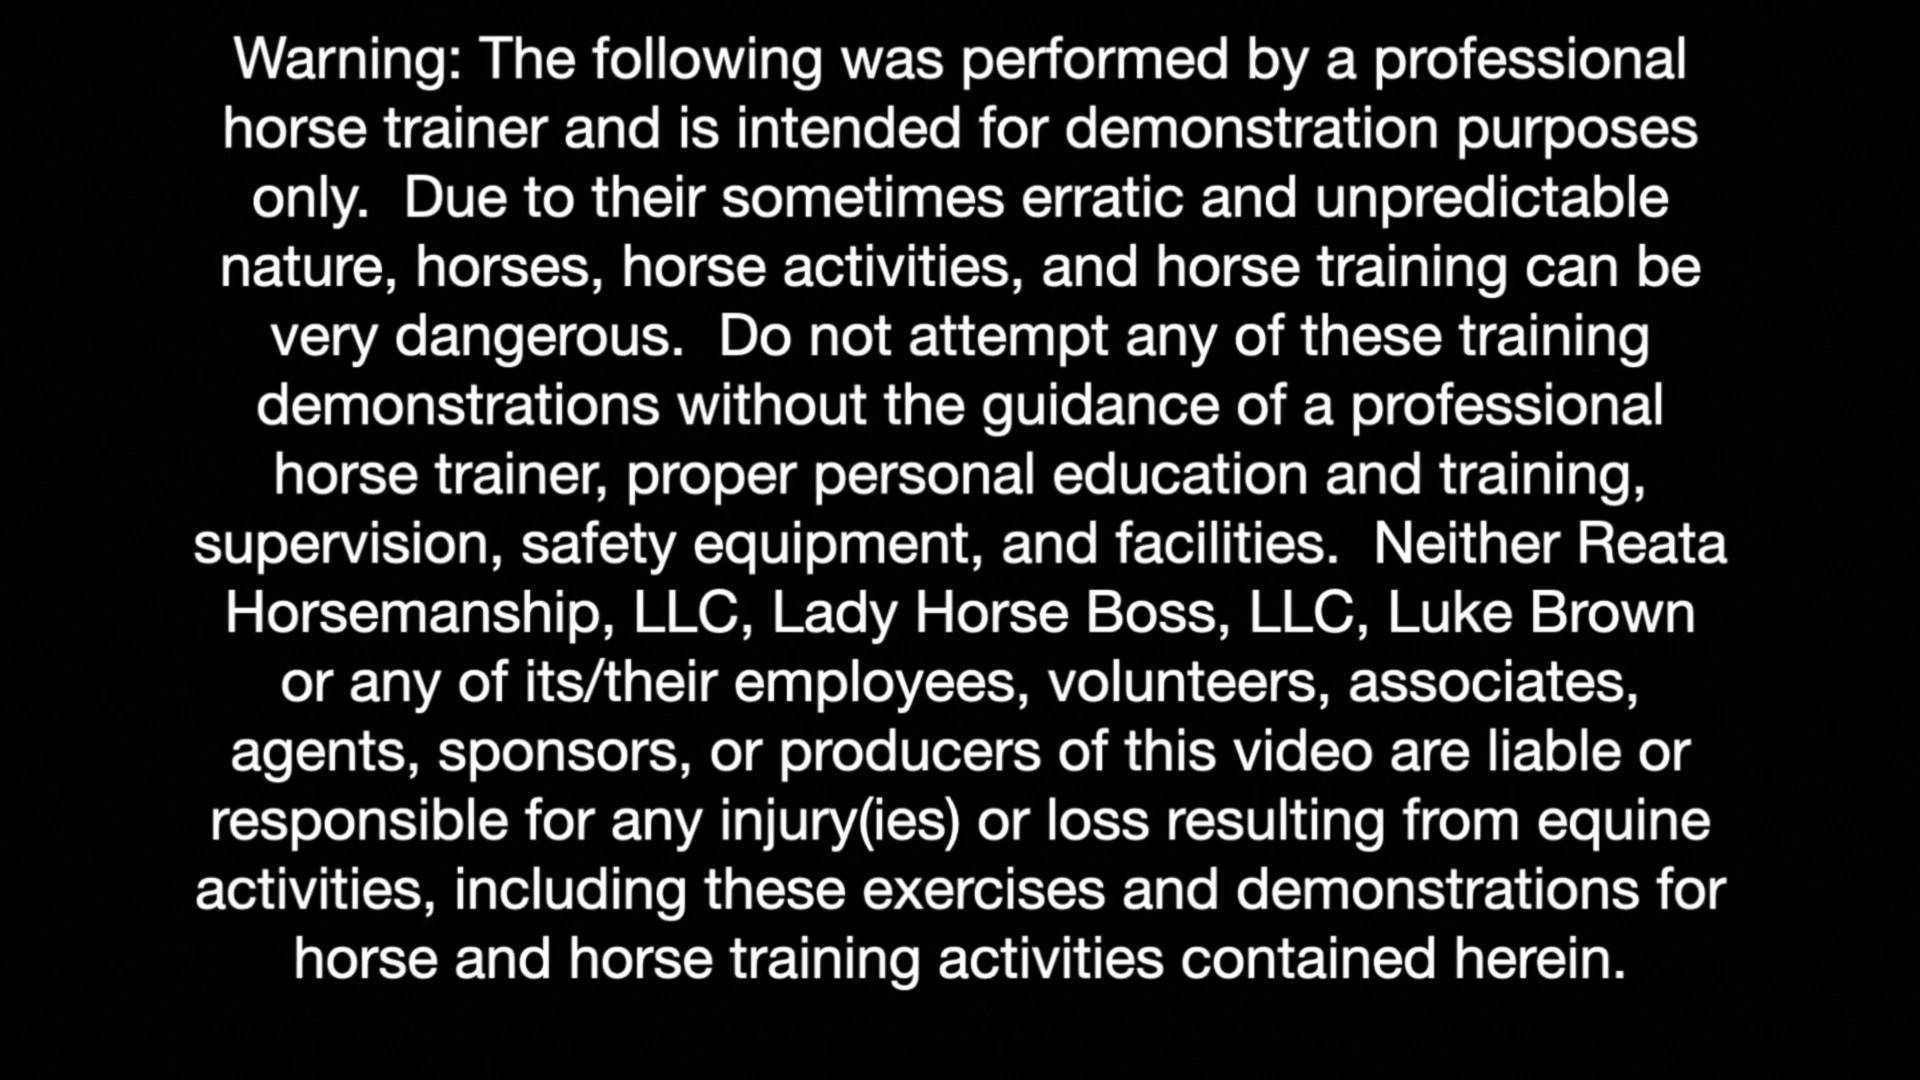 Warning: The following was performed by a professional
horse trainer and is intended for demonstration purposes
only.  Due to their sometimes erratic and unpredictable
nature, horses, horse activities, and horse training can be
very dangerous.  Do not attempt any of these training
demonstrations without the guidance of a professional
horse trainer, proper personal education and training,
supervision, safety equipment, and facilities.  Neither Reata
Horsemanship, LLC, Lady Horse Boss, LLC, Luke Brown
or any of its/their employees, volunteers, associates,
agents, sponsors, or producers of this video are liable or
responsible for any injury(ies) or loss resulting from equine
activities, including these exercises and demonstrations for
horse and horse training activities contained herein.